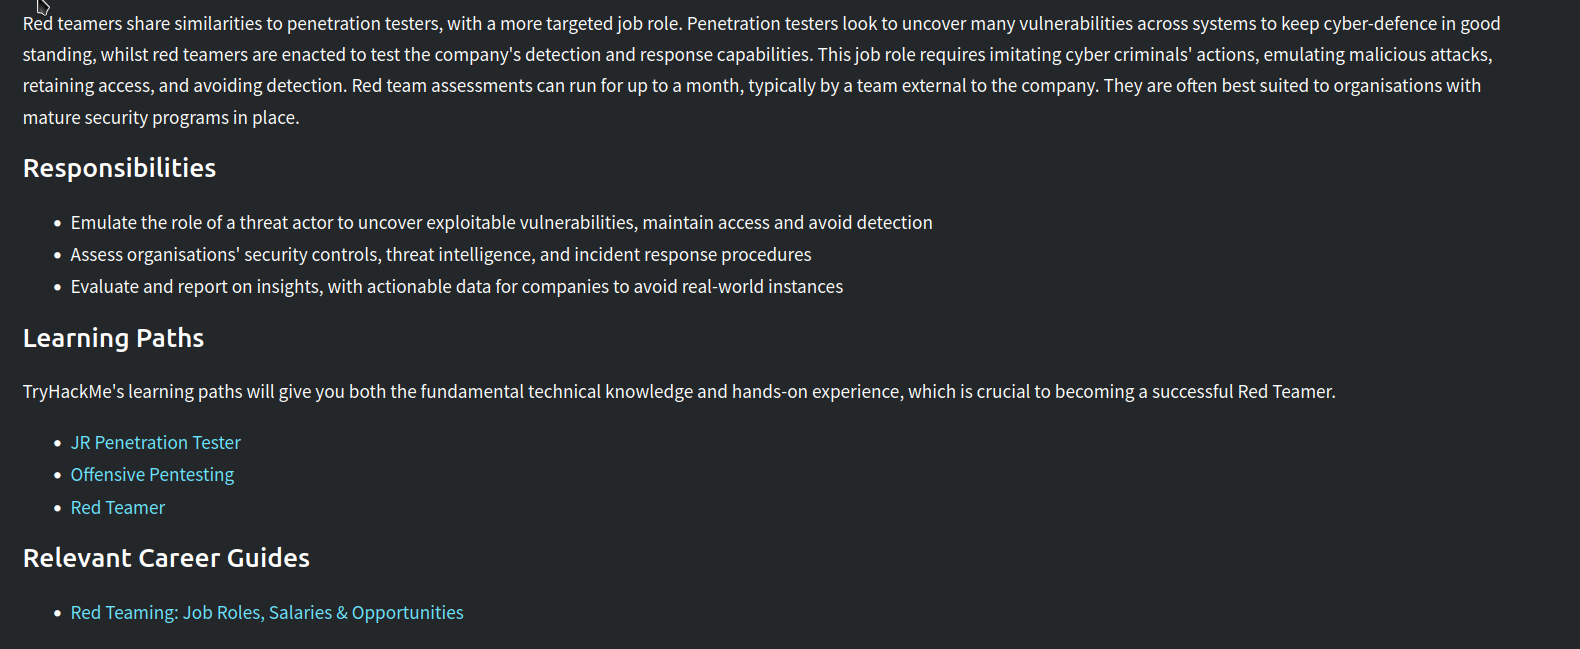 Red teamers share similarities to penetration testers, with a more targeted job role. Penetration testers look to uncover many vulnerabilities across systems to keep cyber-defence in good
standing, whilst red teamers are enacted to test the company's detection and response capabilities. This job role requires imitating cyber criminals' actions, emulating malicious attacks,
retaining access, and avoiding detection. Red team assessments can run for up to a month, typically by a team external to the company. They are often best suited to organisations with
mature security programs in place.
Responsibilities
• Emulate the role of a threat actor to uncover exploitable vulnerabilities, maintain access and avoid detection
• Assess organisations' security controls, threat intelligence, and incident response procedures
• Evaluate and report on insights, with actionable data for companies to avoid real-world instances
Learning Paths
TryHackMe's learning paths will give you both the fundamental technical knowledge and hands-on experience, which is crucial to becoming a successful Red Teamer.
• JR Penetration Tester
• Offensive Pentesting
• Red Teamer
Relevant Career Guides
• Red Teaming: Job Roles, Salaries & Opportunities